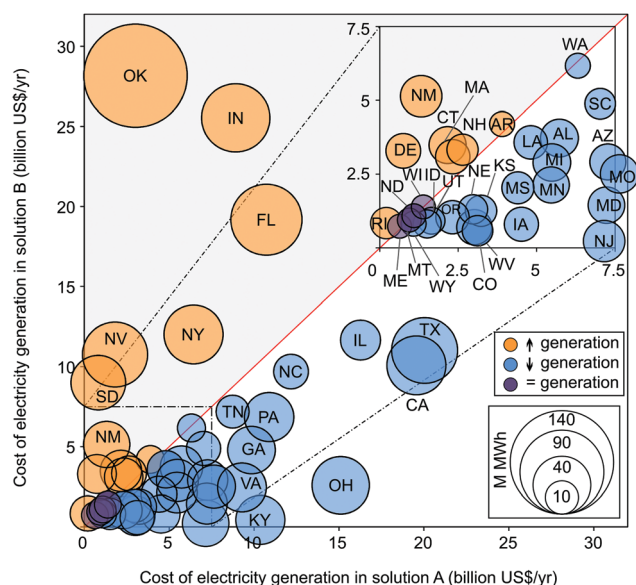 Cost of electricity generation in solution B (billion US$/yr)
30
25
20
15
10
5
0
5
10
15
20
25
30
Cost of electricity generation in solution A (billion US$/yr)
OK
IN
FL
NV
NY
SD
NM
IL
TX
CA
NC
TN
PA
GA
VA
OH
KY
7.5
5
2.5
0
2.5
5
7.5
WA
SC
NM
MA
CT
NH
AR
DE
LA
AL
AZ
MI
MO
WI
ID
UT
NE
KS
ND
MS
MN
MD
RI
OR
IA
NJ
ME
MT
WY
CO
WV
↑ generation
↓ generation
= generation
M MWh
140
90
40
10